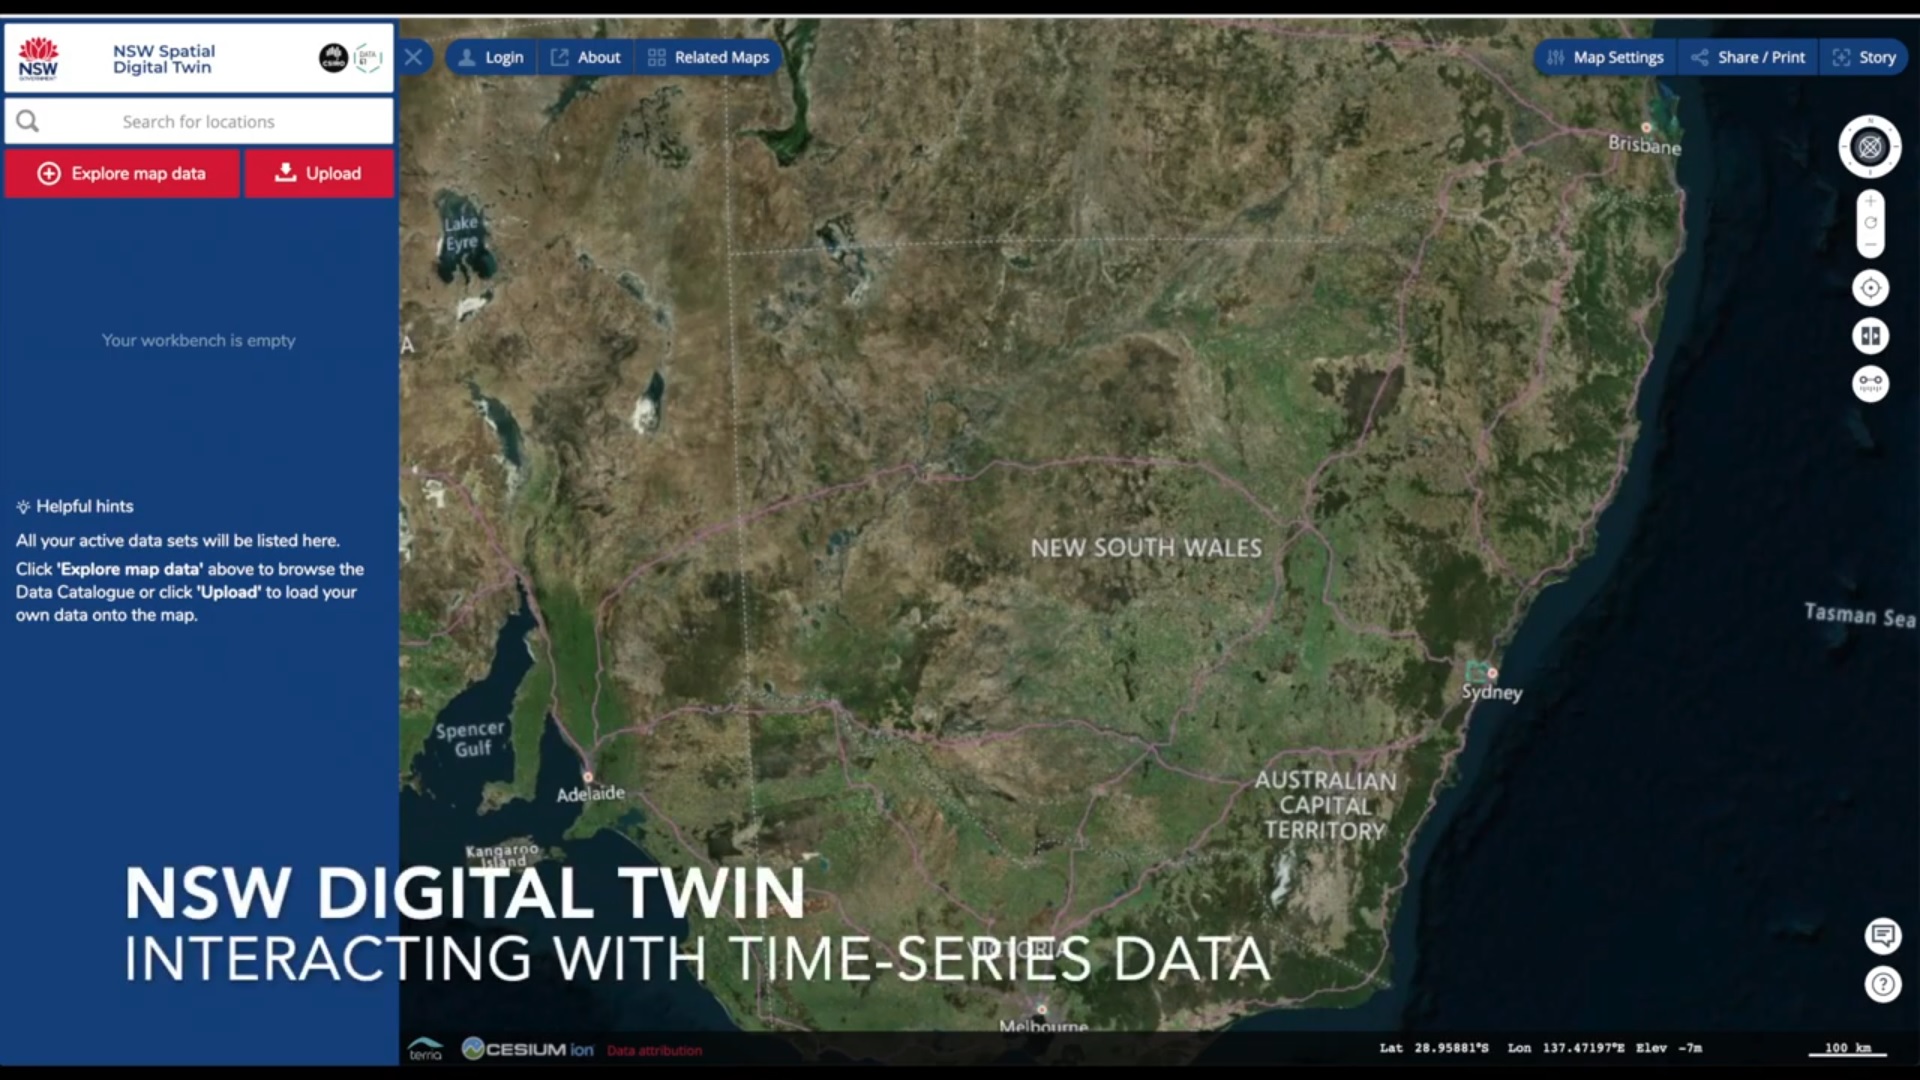 NSW
GOVERNMENT
NSW Spatial
Digital Twin
CSIRO
DATA
61
Login
About
Related Maps
Map Settings
Share / Print
Story
Search for locations
Explore map data
Upload
Your workbench is empty
Helpful hints
All your active data sets will be listed here.
Click 'Explore map data' above to browse the
Data Catalogue or click 'Upload' to load your
own data onto the map.
N
Brisbane
Lake
Eyre
A
NEW SOUTH WALES
Tasman Sea
Sydney
Spencer
Gulf
Adelaide
AUSTRALIAN
CAPITAL
TERRITORY
Kangaroo
Island
NSW DIGITAL TWIN
INTERACTING WITH TIME-SERIES DATA
VICTORIA
Melbourne
terria
CESIUM ion
Data attribution
Lat 28.95881°S Lon 137.47197°E Elev -7m
100 km